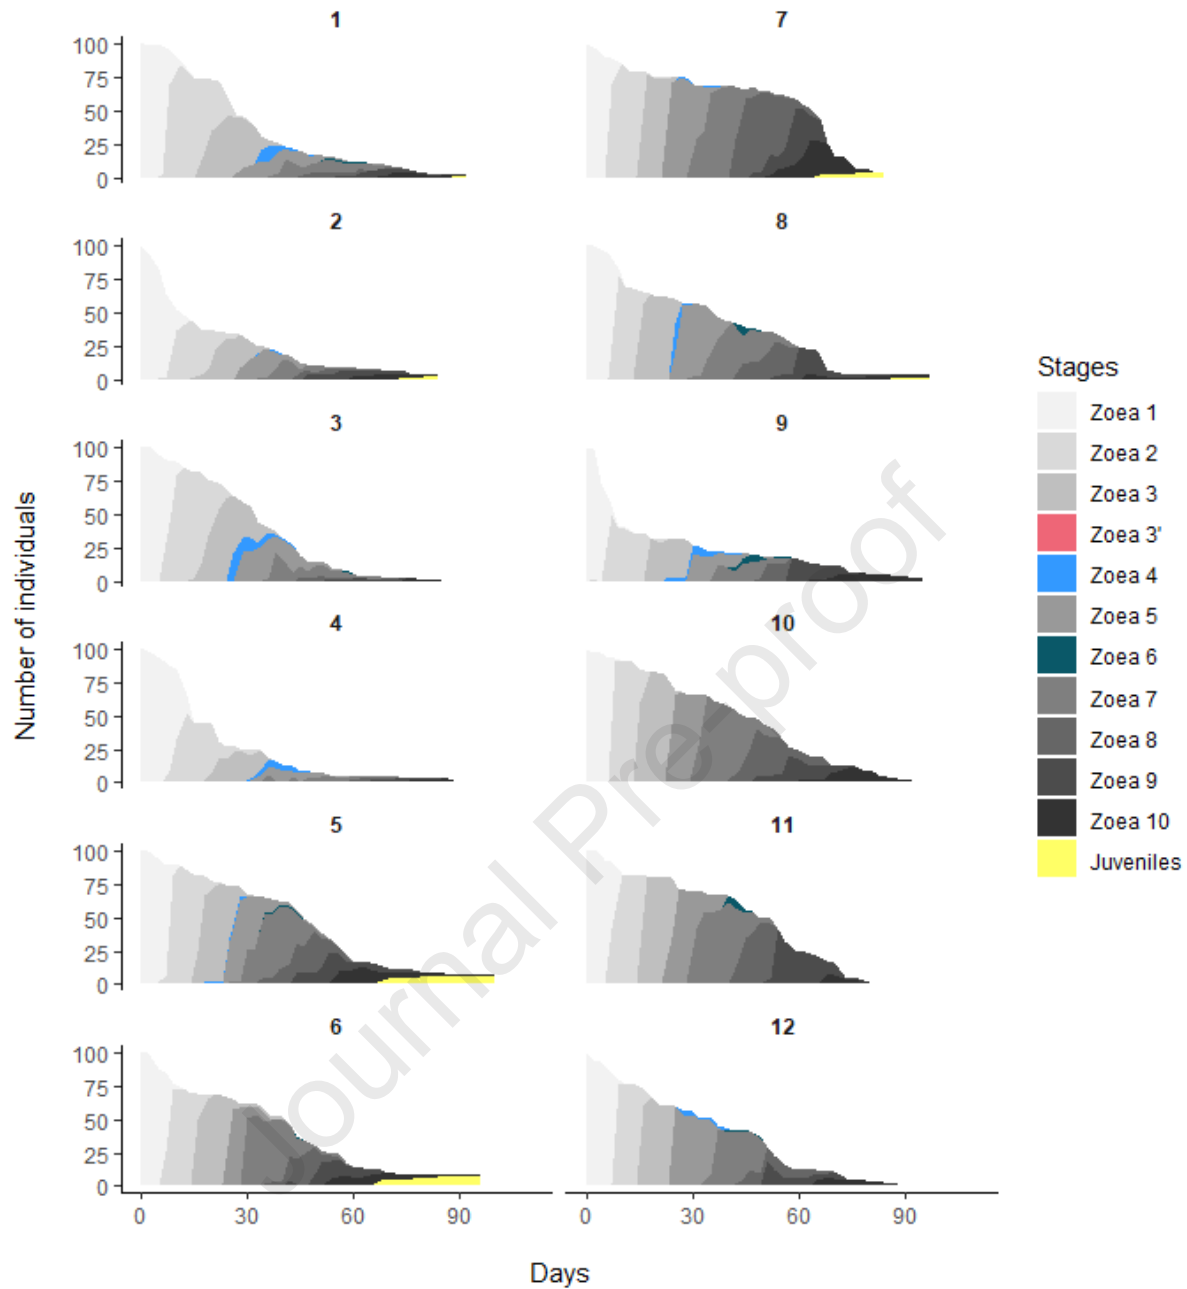 1
7
100
75
50
25
0
2
8
100
75
50
25
0
3
9
100
75
50
25
0
4
10
100
75
50
25
0
5
11
100
75
50
25
0
6
12
100
75
50
25
0
0 30 60 90
0 30 60 90
Number of individuals
Days
Stages
Zoea 1
Zoea 2
Zoea 3
Zoea 3'
Zoea 4
Zoea 5
Zoea 6
Zoea 7
Zoea 8
Zoea 9
Zoea 10
Juveniles
Journal Pre-proof